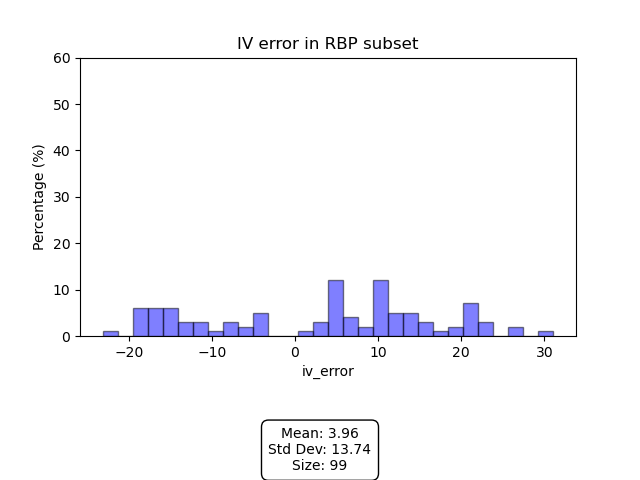 IV error in RBP subset
60
50
40
30
20
10
0
Percentage (%)
−20
−10
0
10
20
30
iv_error
Mean: 3.96
Std Dev: 13.74
Size: 99